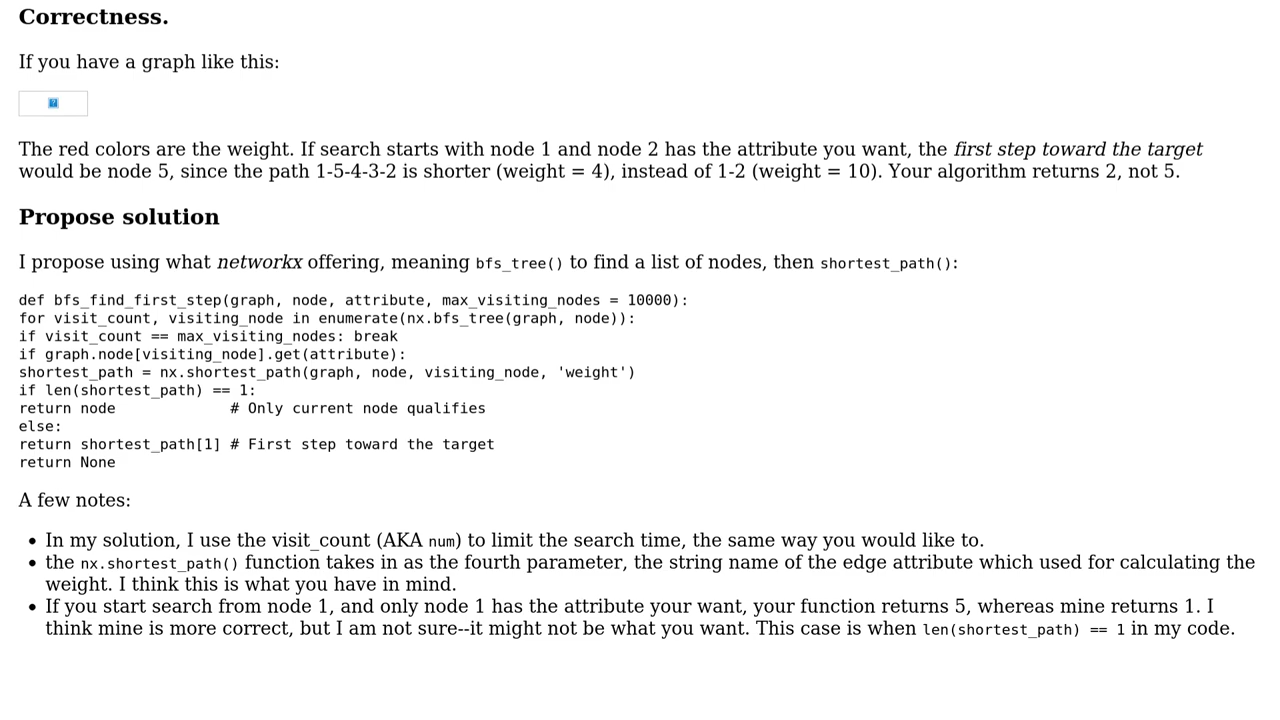 Correctness.
If you have a graph like this:
The red colors are the weight. If search starts with node 1 and node 2 has the attribute you want, the first step toward the target
would be node 5, since the path 1-5-4-3-2 is shorter (weight = 4), instead of 1-2 (weight = 10). Your algorithm returns 2, not 5.
Propose solution
I propose using what networkx offering, meaning bfs_tree() to find a list of nodes, then shortest_path():
def bfs_find_first_step(graph, node, attribute, max_visiting_nodes = 10000):
for visit_count, visiting_node in enumerate(nx.bfs_tree(graph, node)):
if visit_count == max_visiting_nodes: break
if graph.node[visiting_node].get(attribute):
shortest_path = nx.shortest_path(graph, node, visiting_node, 'weight')
if len(shortest_path) == 1:
return node             # Only current node qualifies
else:
return shortest_path[1] # First step toward the target
return None
A few notes:
• In my solution, I use the visit_count (AKA num) to limit the search time, the same way you would like to.
• the nx.shortest_path() function takes in as the fourth parameter, the string name of the edge attribute which used for calculating the
weight. I think this is what you have in mind.
• If you start search from node 1, and only node 1 has the attribute your want, your function returns 5, whereas mine returns 1. I
think mine is more correct, but I am not sure--it might not be what you want. This case is when len(shortest_path) == 1 in my code.